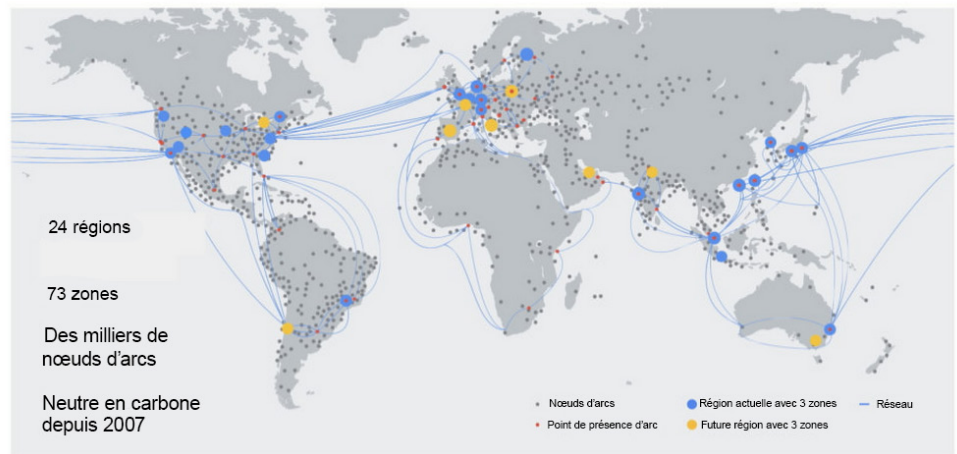 24 régions
73 zones
Des milliers de
nœuds d'arcs
Neutre en carbone
depuis 2007
Nœuds d'arcs
Point de présence d'arc
Région actuelle avec 3 zones
Future région avec 3 zones
Réseau